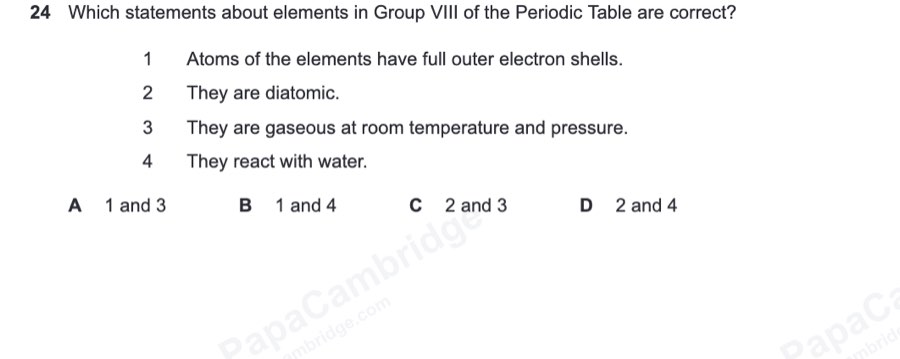 24 Which statements about elements in Group VIII of the Periodic Table are correct?
1 Atoms of the elements have full outer electron shells.
2 They are diatomic.
3 They are gaseous at room temperature and pressure.
4 They react with water.
A 1 and 3 B 1 and 4 C 2 and 3 D 2 and 4
PapaCambridge